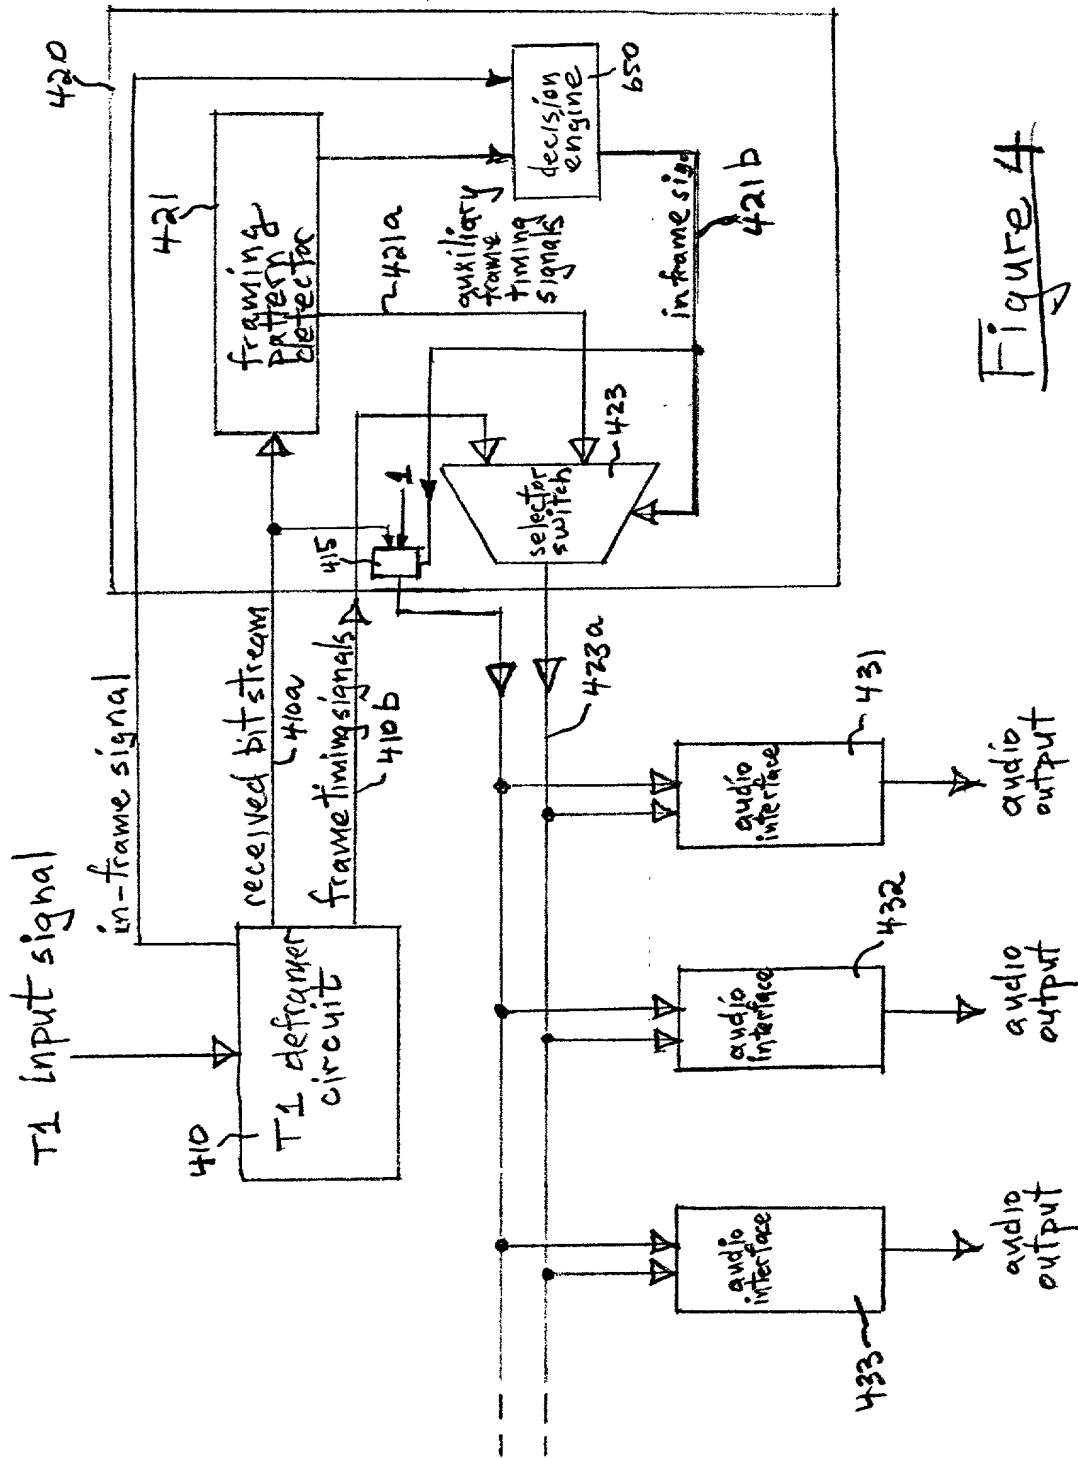 T1 input signal
in-frame signal
420
421
framing
pattern
detector
decision
engine
650
410
T1 deframer
circuit
received bit stream
410a
frame timing signals
410b
415
1
421a
auxiliary
frame
timing
signals
in frame sig
421b
selector
switch
423
423a
audio
interface
433
audio
interface
432
audio
interface
431
audio
output
audio
output
audio
output
Figure 4